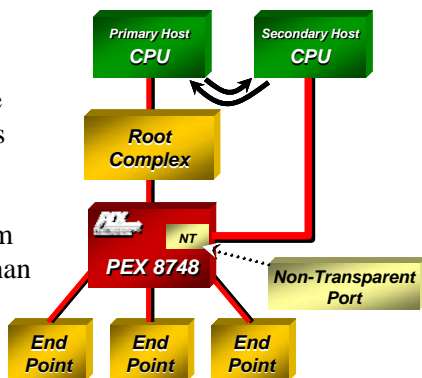 Primary Host
CPU
Secondary Host
CPU
Root
Complex
NT
PEX 8748
Non-Transparent
Port
End
Point
End
Point
End
Point